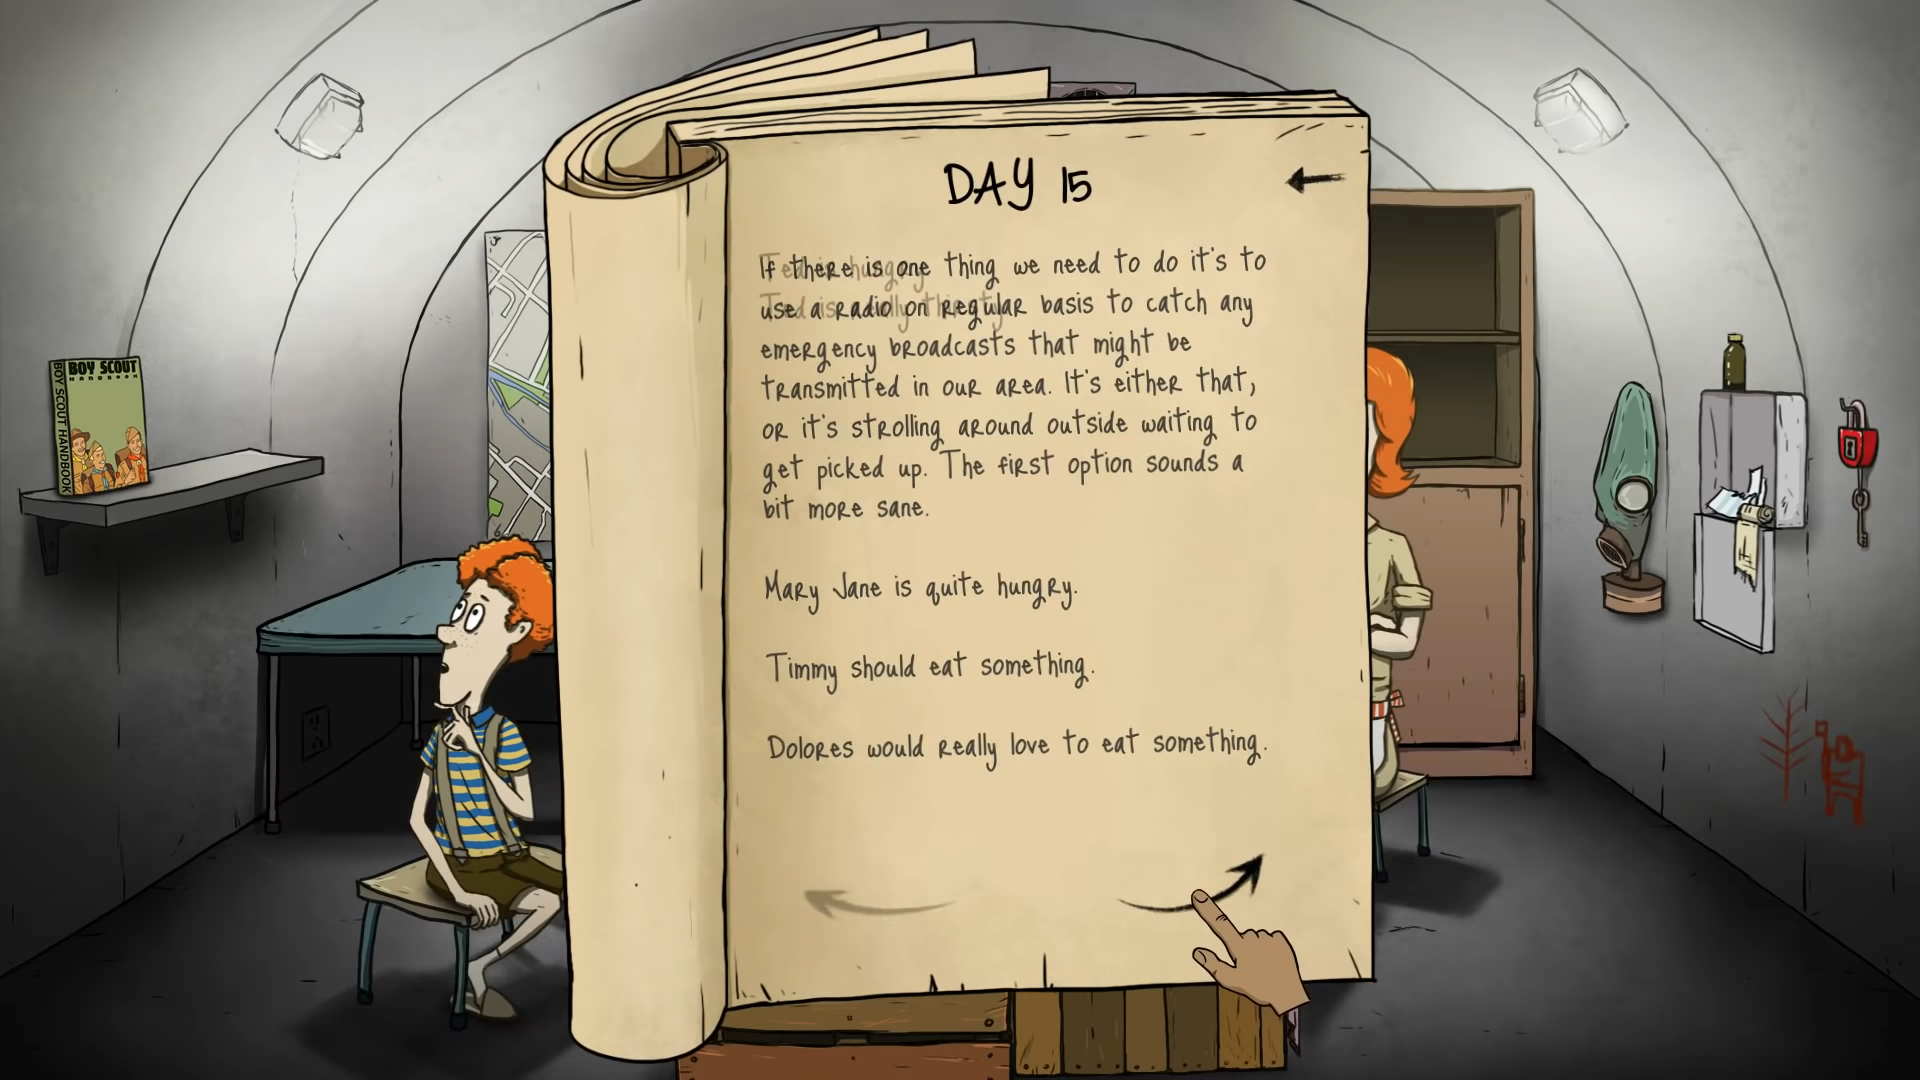 DAY 15
If there is one thing we need to do it's to
use a radio on regular basis to catch any
emergency broadcasts that might be
transmitted in our area. It's either that,
or it's strolling around outside waiting to
get picked up. The first option sounds a
bit more sane.
Mary Jane is quite hungry.
Timmy should eat something.
Dolores would really love to eat something.
BOY SCOUT
HANDBOOK
BOY SCOUT HANDBOOK